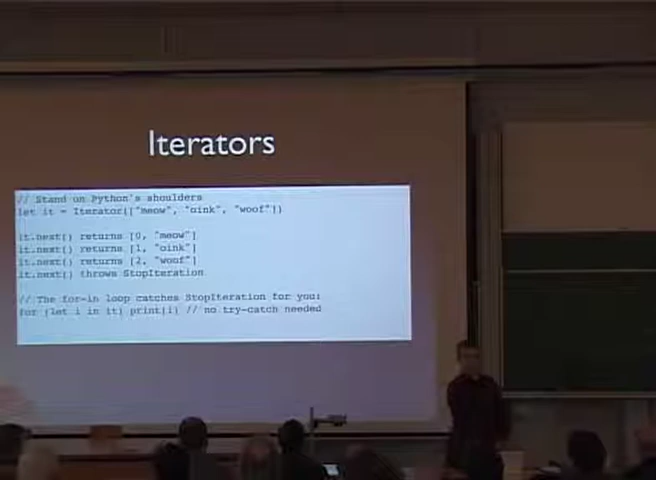 Iterators
// Stand on Python's shoulders
let it = Iterator(["meow", "oink", "woof"])
it.next() returns [0, "meow"]
it.next() returns [1, "oink"]
it.next() returns [2, "woof"]
it.next() throws StopIteration
// The for-in loop catches StopIteration for you:
for (let i in it) print(i) // no try-catch needed